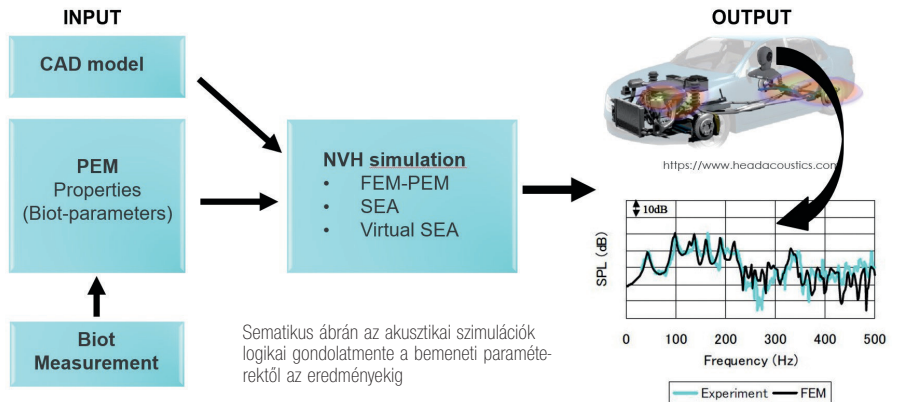 INPUT
CAD model
PEM
Properties
(Biot-parameters)
Biot
Measurement
NVH simulation
• FEM-PEM
• SEA
• Virtual SEA
Sematikus ábrán az akusztikai szimulációk
logikai gondolatmente a bemeneti paraméte-
rektől az eredményekig
OUTPUT
https://www.headacoustics.com
10dB
SPL (dB)
0 100 200 300 400 500
Frequency (Hz)
Experiment FEM